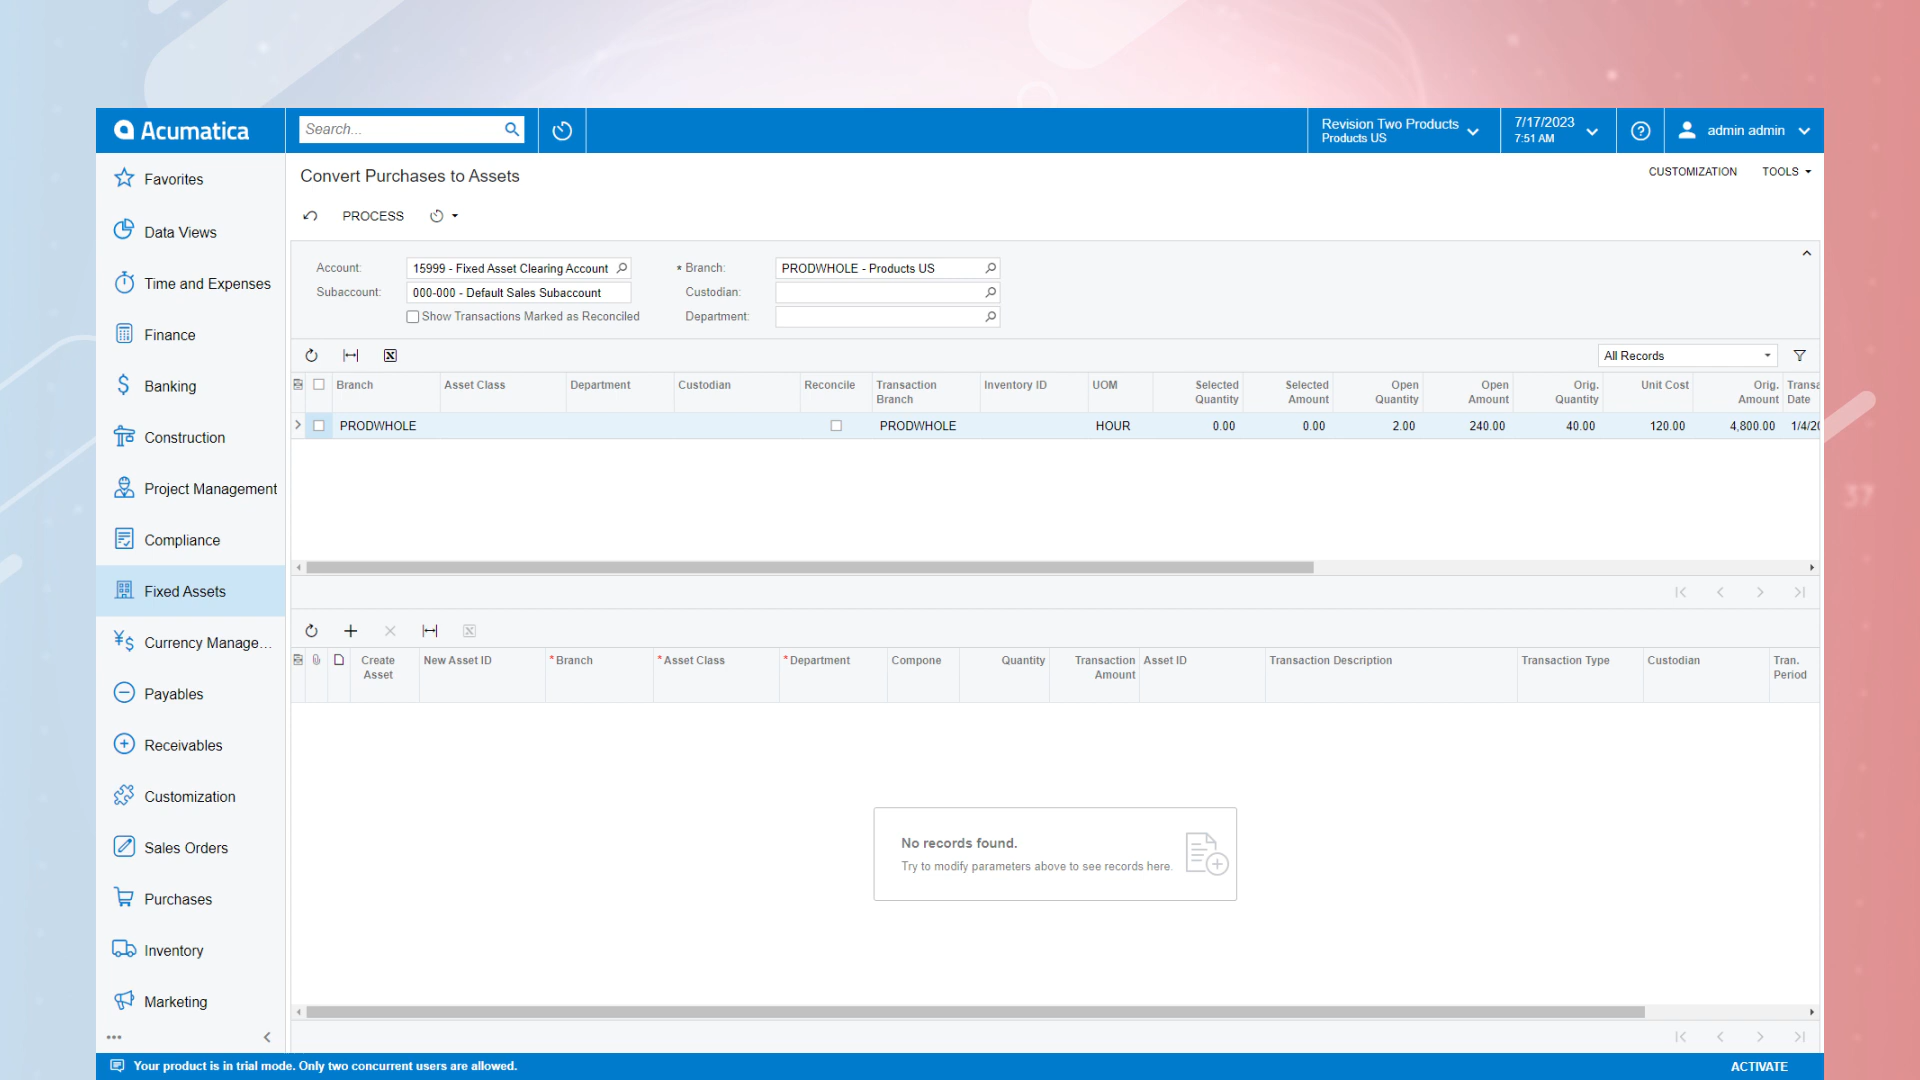 Acumatica
Search...
Revision Two Products
Products US
7/17/2023
7:51 AM
admin admin
Favorites
Data Views
Time and Expenses
Finance
Banking
Construction
Project Management
Compliance
Fixed Assets
Currency Manage...
Payables
Receivables
Customization
Sales Orders
Purchases
Inventory
Marketing
Convert Purchases to Assets
CUSTOMIZATION TOOLS
PROCESS
Account: 15999 - Fixed Asset Clearing Account * Branch: PRODWHOLE - Products US
Subaccount: 000-000 - Default Sales Subaccount Custodian:
Show Transactions Marked as Reconciled Department:
All Records
Branch Asset Class Department Custodian Reconcile Transaction Branch Inventory ID UOM Selected Quantity Selected Amount Open Quantity Open Amount Orig. Quantity Unit Cost Orig. Amount Transa Date
PRODWHOLE PRODWHOLE HOUR 0.00 0.00 2.00 240.00 40.00 120.00 4,800.00 1/4/20
Create Asset New Asset ID * Branch * Asset Class * Department Compone Quantity Transaction Amount Asset ID Transaction Description Transaction Type Custodian Tran. Period
No records found.
Try to modify parameters above to see records here.
Your product is in trial mode. Only two concurrent users are allowed.
ACTIVATE
37